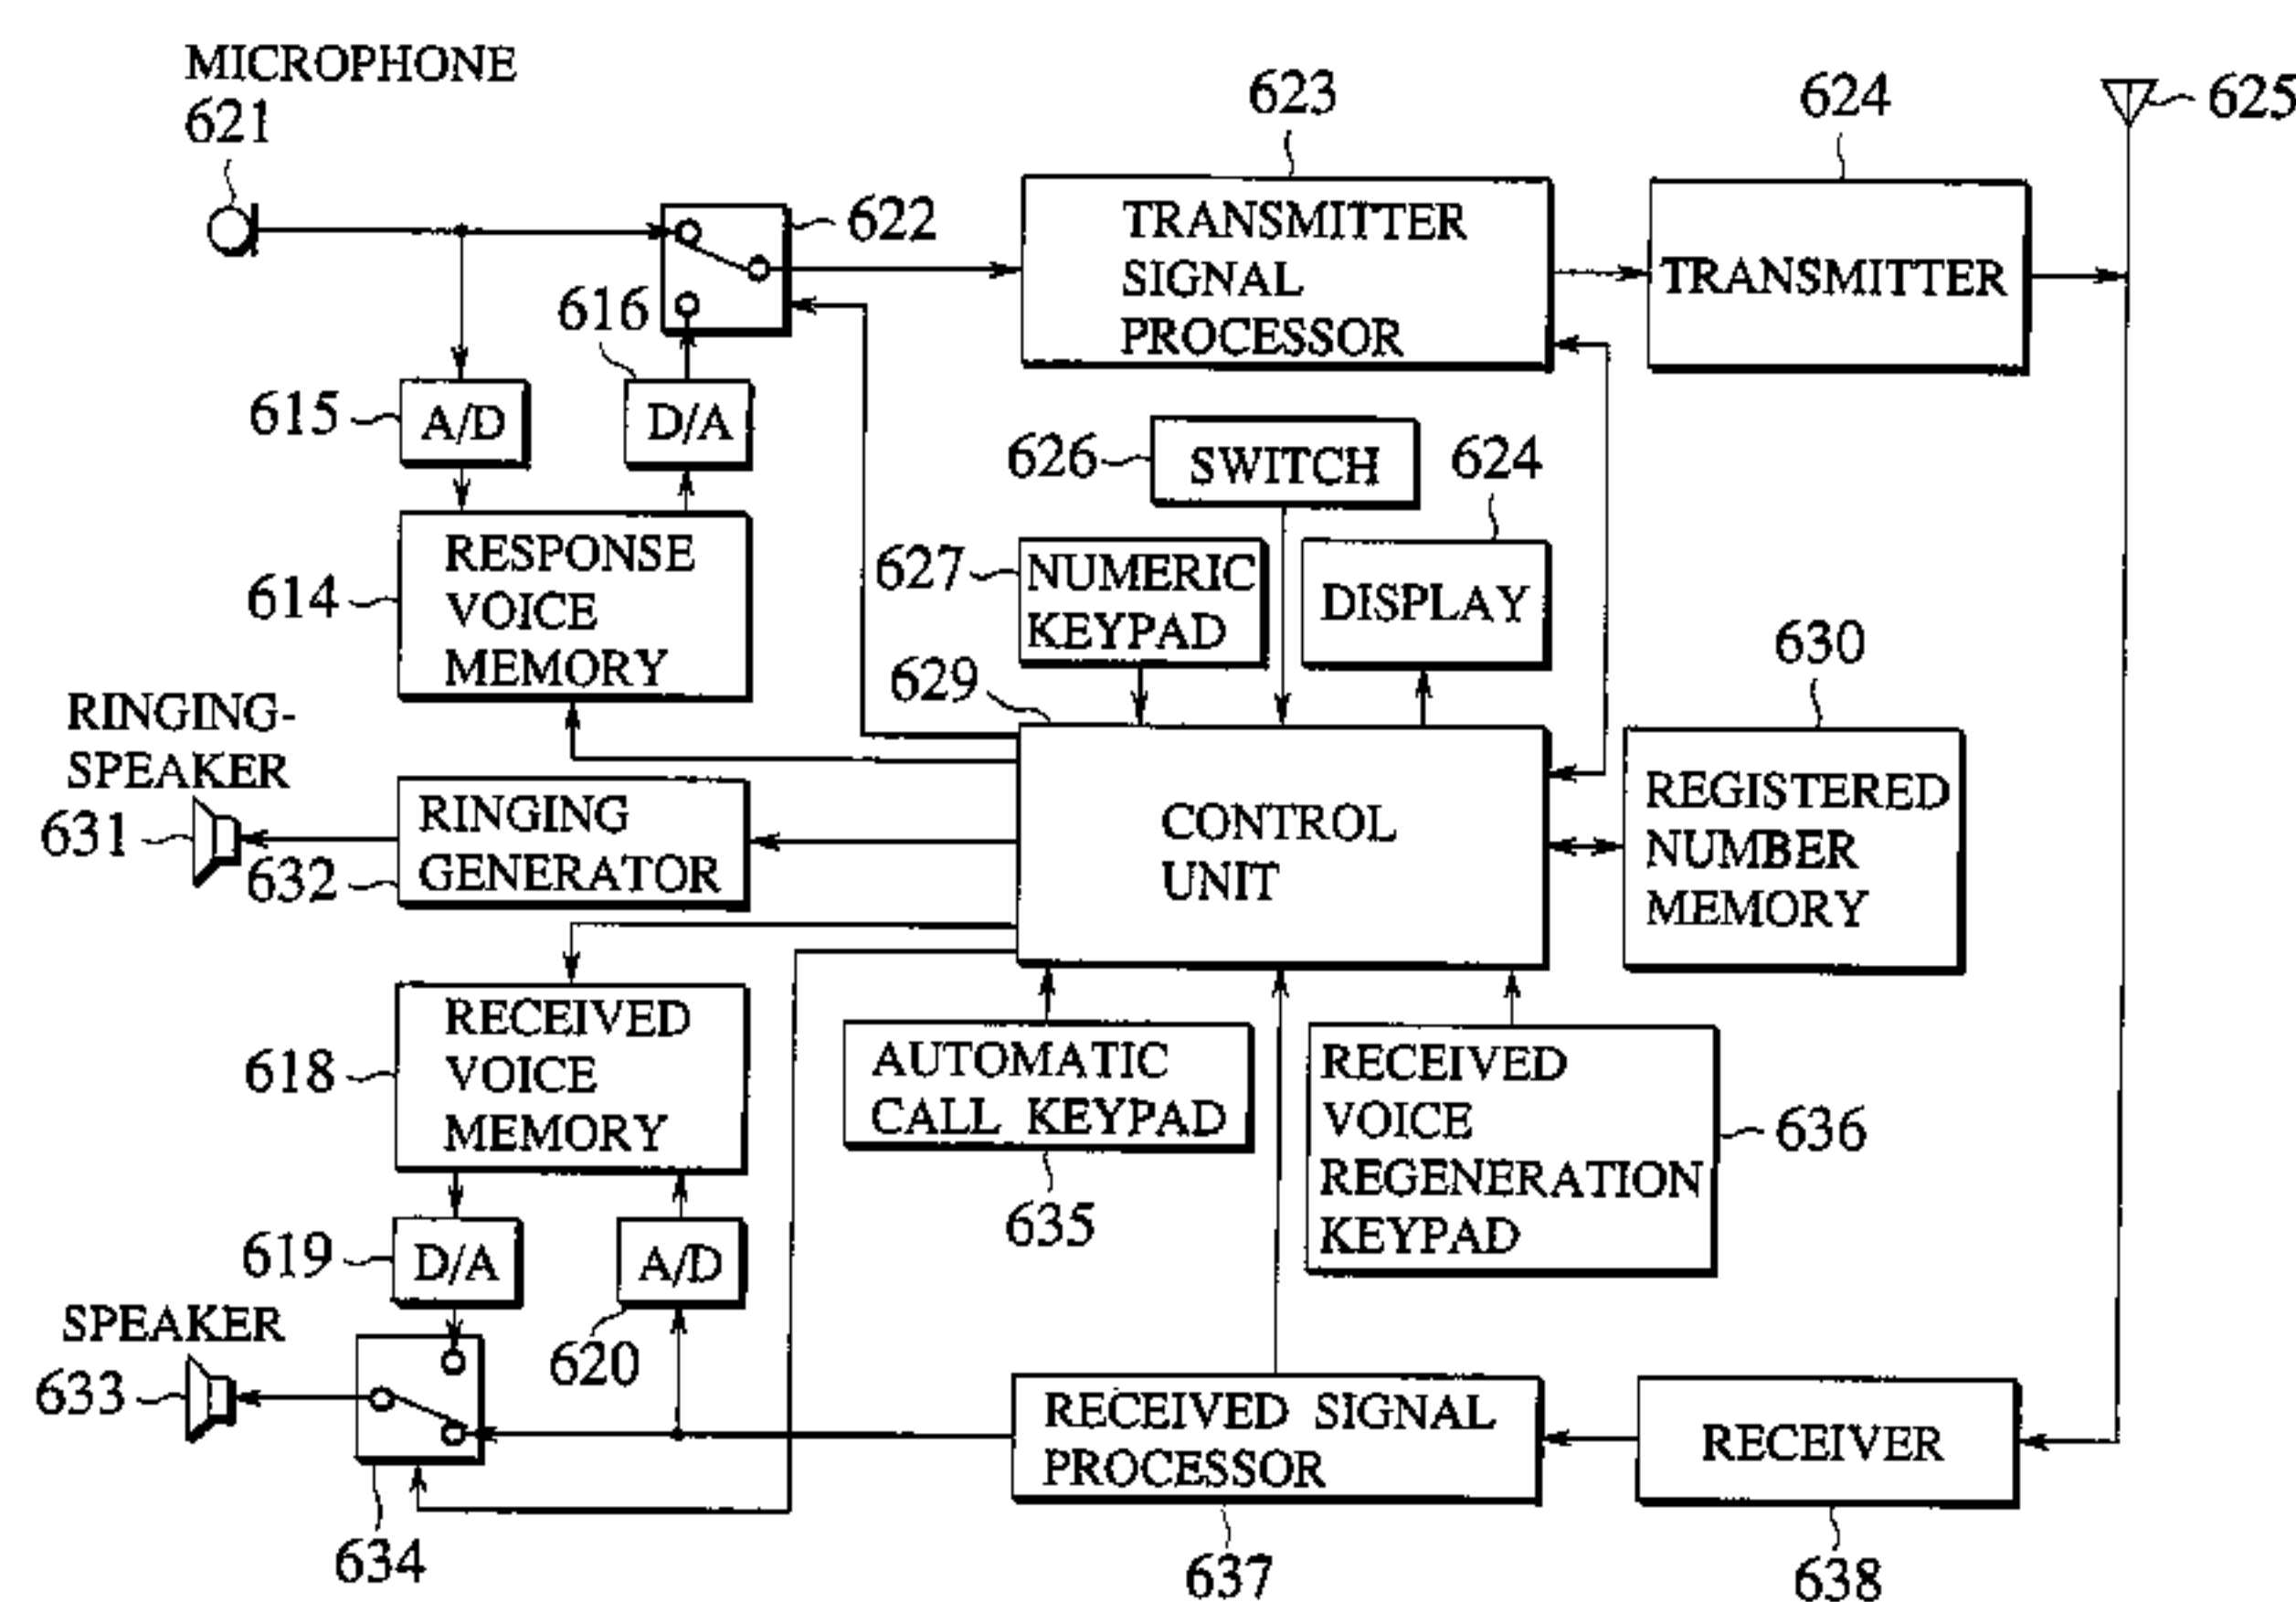 MICROPHONE
621
622
623
TRANSMITTER
SIGNAL
PROCESSOR
624
TRANSMITTER
625
616
615
A/D
D/A
614
RESPONSE
VOICE
MEMORY
626
SWITCH
627
NUMERIC
KEYPAD
624
DISPLAY
629
CONTROL
UNIT
630
REGISTERED
NUMBER
MEMORY
RINGING-
SPEAKER
631
632
RINGING
GENERATOR
618
RECEIVED
VOICE
MEMORY
AUTOMATIC
CALL KEYPAD
635
RECEIVED
VOICE
REGENERATION
KEYPAD
636
619
D/A
A/D
620
SPEAKER
633
634
RECEIVED SIGNAL
PROCESSOR
637
RECEIVER
638